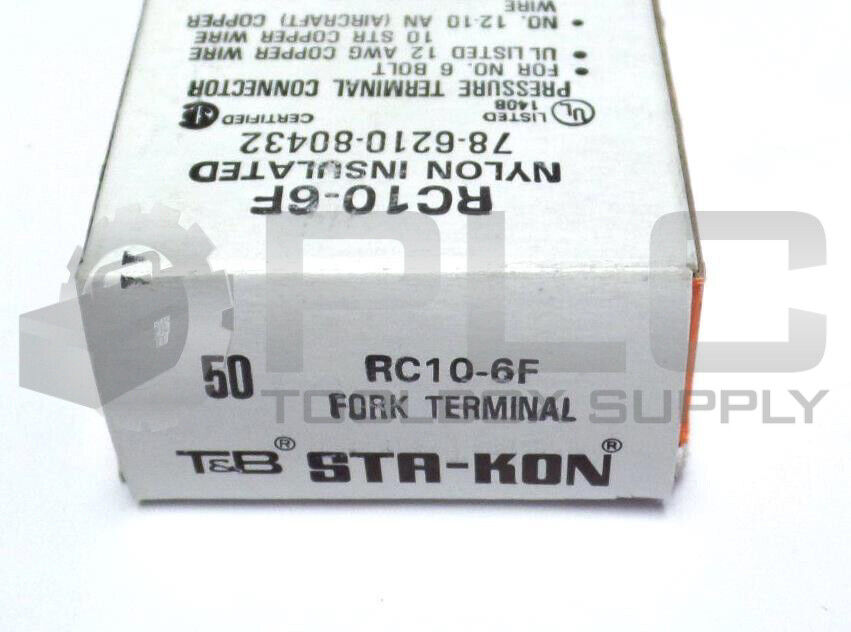 RC10-6F
NYLON INSULATED
78-6210-80432
UL LISTED 140B CERTIFIED
PRESSURE TERMINAL CONNECTOR
• FOR NO. 6 BOLT
• UL LISTED 12 AWG COPPER WIRE
10 STR COPPER WIRE
• NO. 12-10 AN (AIRCRAFT) COPPER
WIRE
50 RC10-6F
FORK TERMINAL
T&B® STA-KON®
PLC
TOOLBOX SUPPLY